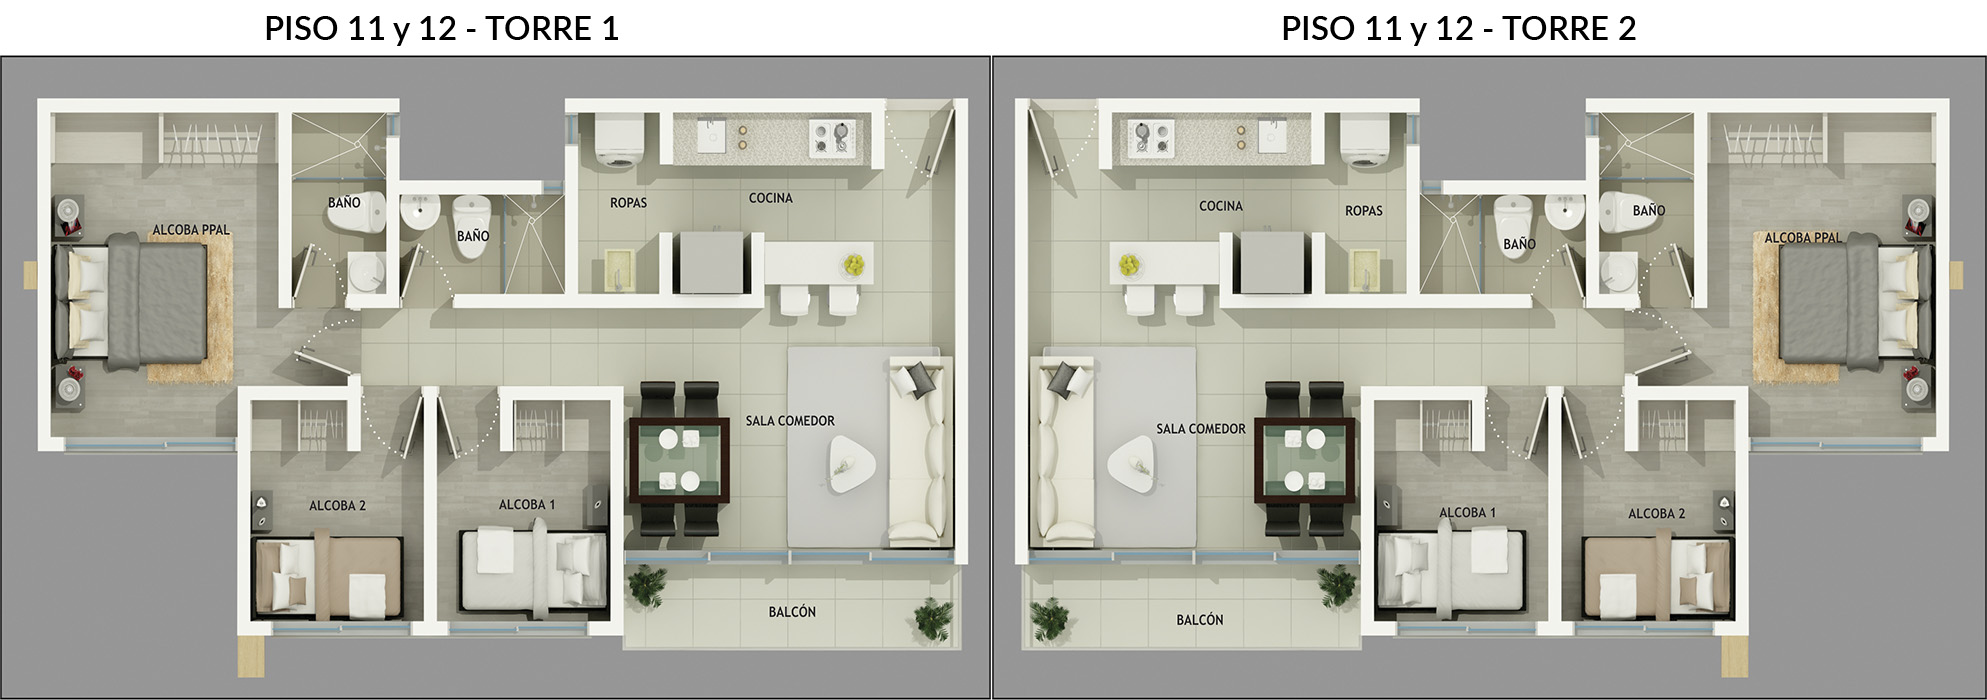 PISO 11 y 12 - TORRE 1
BAÑO
ALCOBA PPAL
BAÑO
ROPAS
COCINA
SALA COMEDOR
ALCOBA 2
ALCOBA 1
BALCÓN
PISO 11 y 12 - TORRE 2
COCINA
ROPAS
BAÑO
BAÑO
ALCOBA PPAL
SALA COMEDOR
ALCOBA 1
ALCOBA 2
BALCÓN